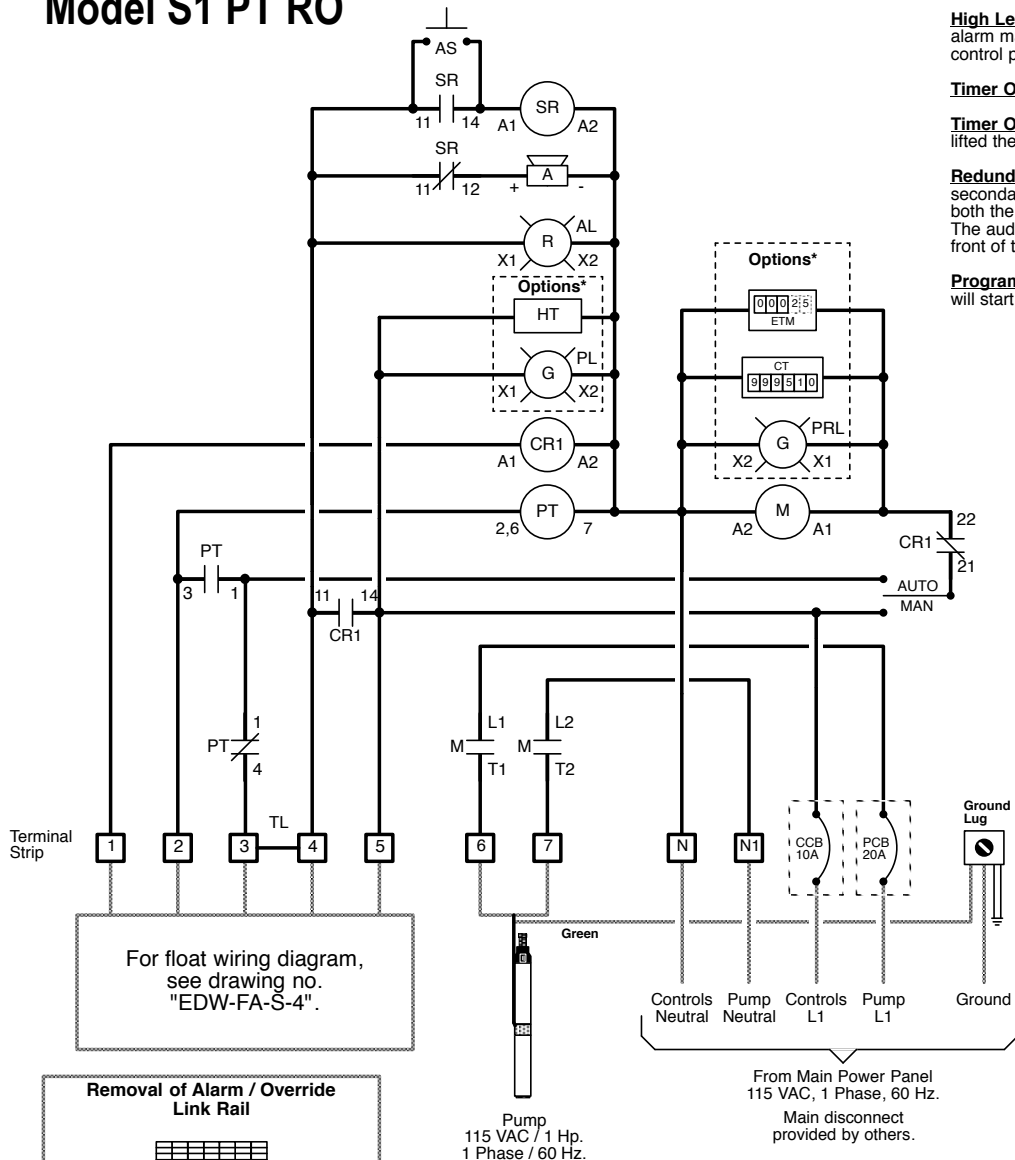 Model S1 PT RO
High Le
alarm m
control p
Timer O
Timer O
lifted the
Redund
seconda
both the
The aud
front of t
Program
will start
AS
SR
11 14 A1 SR A2
SR
11 12 + A -
R AL
X1 X2
Options*
HT
G PL
X1 X2
Options*
0 0 0 2 5
ETM
CT
9 9 9 5 1 0
G PRL
X2 X1
CR1
A1 A2
PT
2,6 7
M
A2 A1
22
CR1
21
PT
3 1
AUTO
MAN
11 14
CR1
1
PT
4
L1 L2
M M
T1 T2
Terminal
Strip
TL
1 2 3 4 5 6 7 N N1
CCB
10A
PCB
20A
Ground
Lug
Green
For float wiring diagram,
see drawing no.
"EDW-FA-S-4".
Controls
Neutral
Pump
Neutral
Controls
L1
Pump
L1
Ground
From Main Power Panel
115 VAC, 1 Phase, 60 Hz.
Main disconnect
provided by others.
Removal of Alarm / Override
Link Rail
Pump
115 VAC / 1 Hp.
1 Phase / 60 Hz.